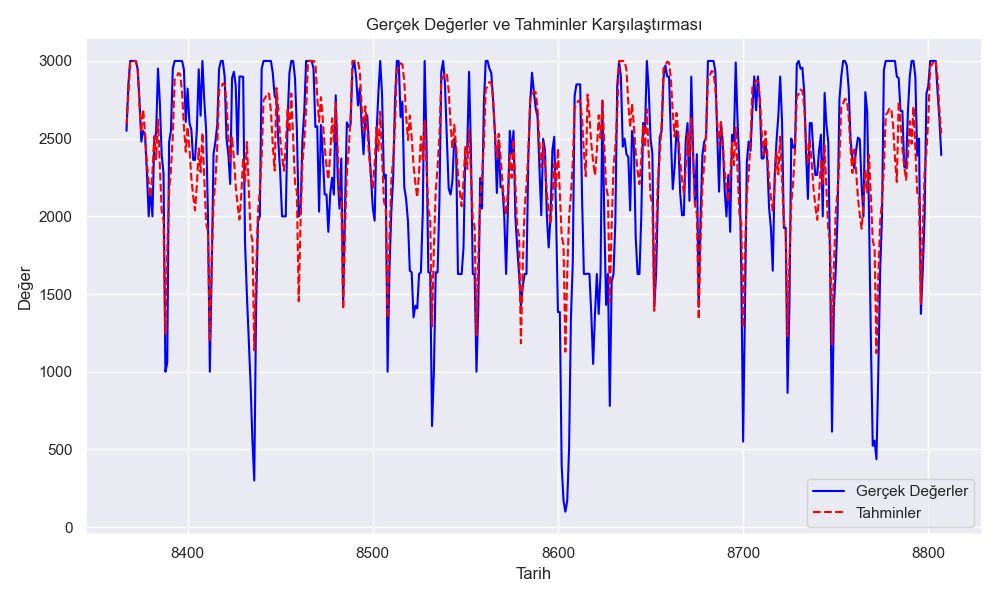 Gerçek Değerler ve Tahminler Karşılaştırması
Değer
3000
2500
2000
1500
1000
500
0
Gerçek Değerler
Tahminler
8400
8500
8600
8700
8800
Tarih